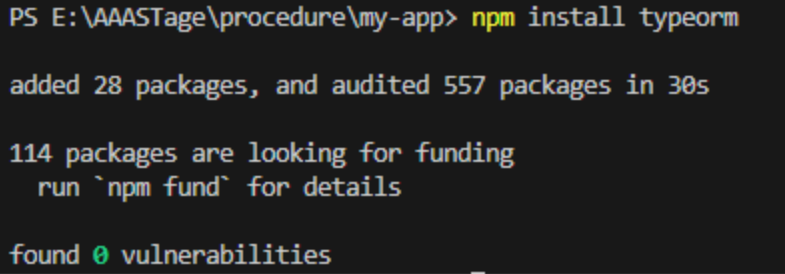 PS E:\AAASTage\procedure\my-app> npm install typeorm
added 28 packages, and audited 557 packages in 30s
114 packages are looking for funding
run `npm fund` for details
found 0 vulnerabilities